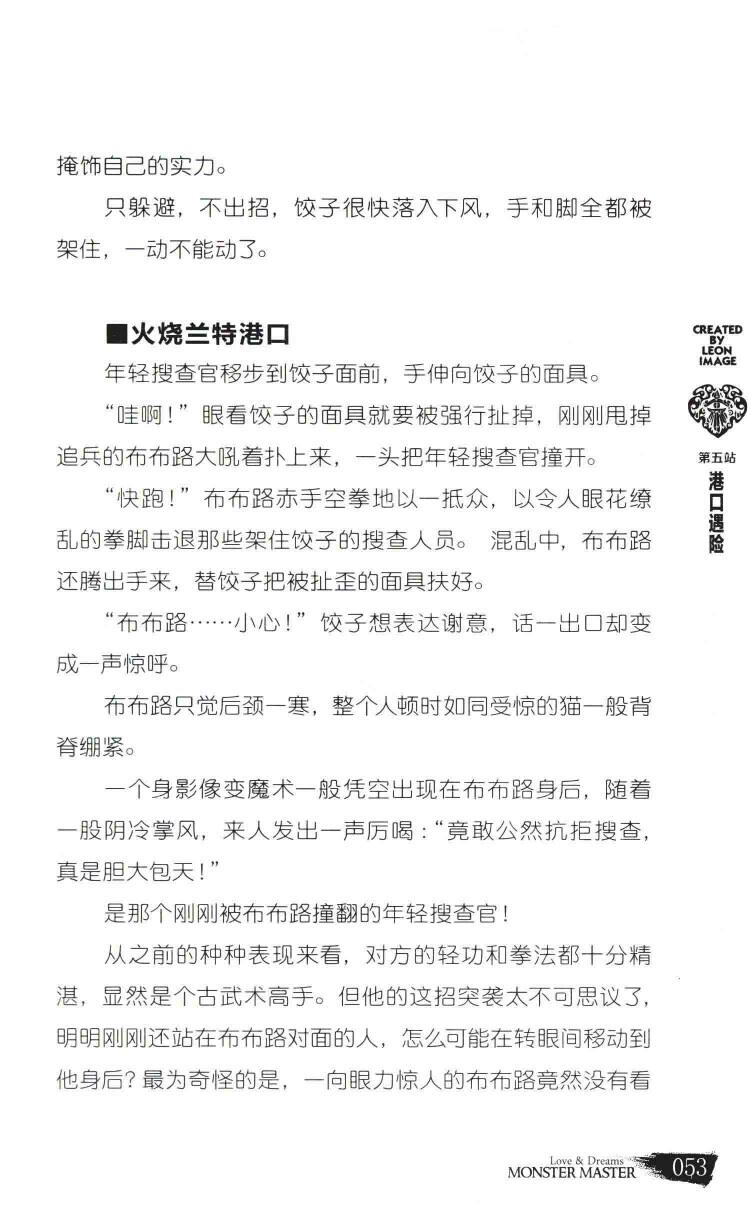 掩饰自己的实力。
只躲避，不出招，饺子很快落入下风，手和脚全都被
架住，一动不能动了。
■火烧兰特港口
年轻搜查官移步到饺子面前，手伸向饺子的面具。
“哇啊！”眼看饺子的面具就要被强行扯掉，刚刚甩掉
追兵的布布路大吼着扑上来，一头把年轻搜查官撞开。
“快跑！”布布路赤手空拳地以一抵众，以令人眼花缭
乱的拳脚击退那些架住饺子的搜查人员。 混乱中，布布路
还腾出手来，替饺子把被扯歪的面具扶好。
“布布路……小心！”饺子想表达谢意，话一出口却变
成一声惊呼。
布布路只觉后颈一寒，整个人顿时如同受惊的猫一般背
脊绷紧。
一个身影像变魔术一般凭空出现在布布路身后，随着
一股阴冷掌风，来人发出一声厉喝：“竟敢公然抗拒搜查，
真是胆大包天！”
是那个刚刚被布布路撞翻的年轻搜查官！
从之前的种种表现来看，对方的轻功和拳法都十分精
湛，显然是个古武术高手。但他的这招突袭太不可思议了，
明明刚刚还站在布布路对面的人，怎么可能在转眼间移动到
他身后？最为奇怪的是，一向眼力惊人的布布路竟然没有看
CREATED
BY
LEON
IMAGE
第五站
港口遇险
Love & Dreams
MONSTER MASTER
053